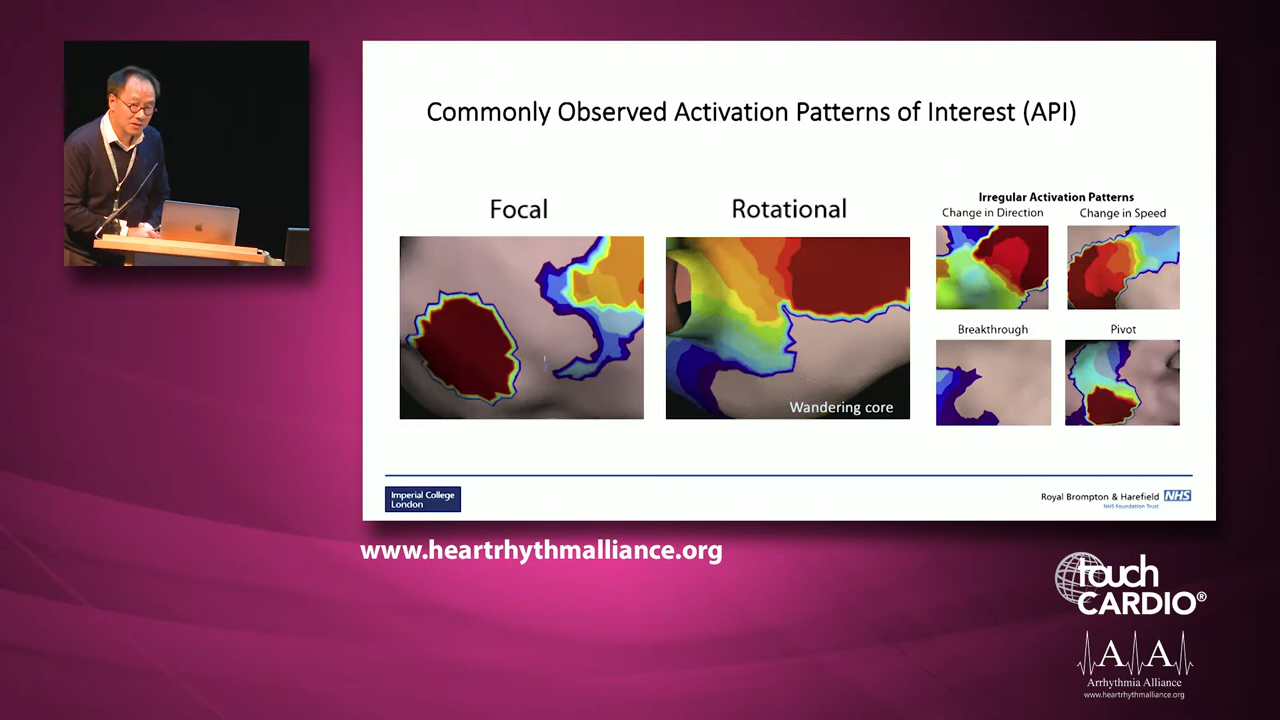 Commonly Observed Activation Patterns of Interest (API)
Focal
Rotational
Wandering core
Irregular Activation Patterns
Change in Direction
Change in Speed
Breakthrough
Pivot
Imperial College
London
Royal Brompton & Harefield NHS
NHS Foundation Trust
www.heartrhythmalliance.org
touch
CARDIO®
A A
Arrhythmia Alliance
www.heartrhythmalliance.org